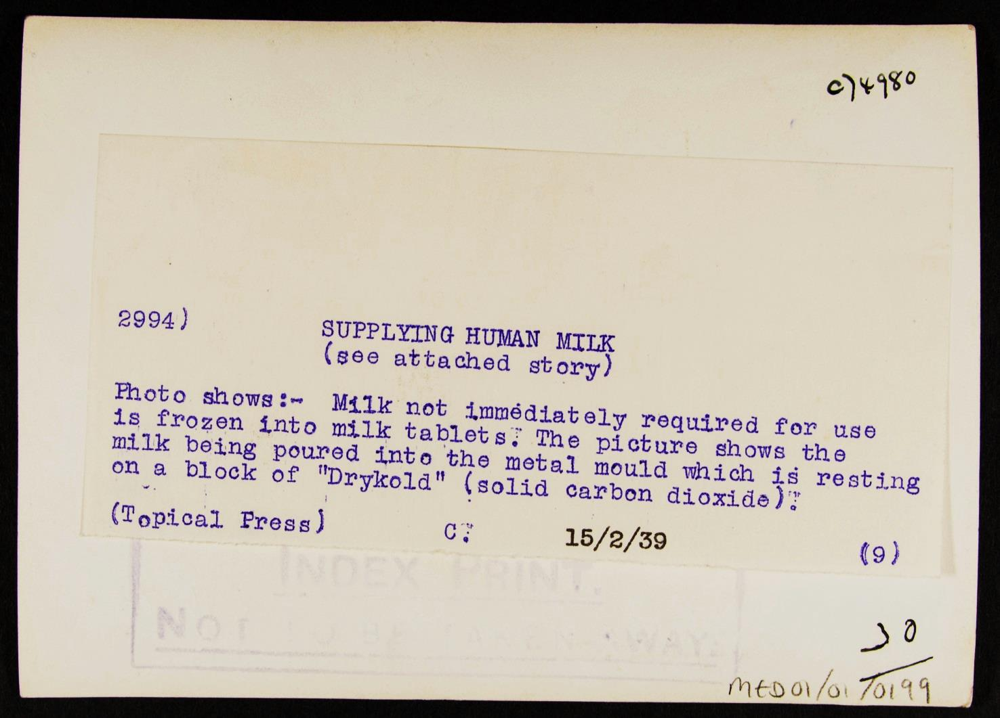 C)4980
2994)
SUPPLYING HUMAN MILK
(see attached story)
Photo shows:- Milk not immediately required for use
is frozen into milk tablets. The picture shows the
milk being poured into the metal mould which is resting
on a block of "Drykold" (solid carbon dioxide).
(Topical Press) C. 15/2/39 (9)
INDEX PRINT.
NOT TO BE TAKEN AWAY.
30
MED01/01/0199